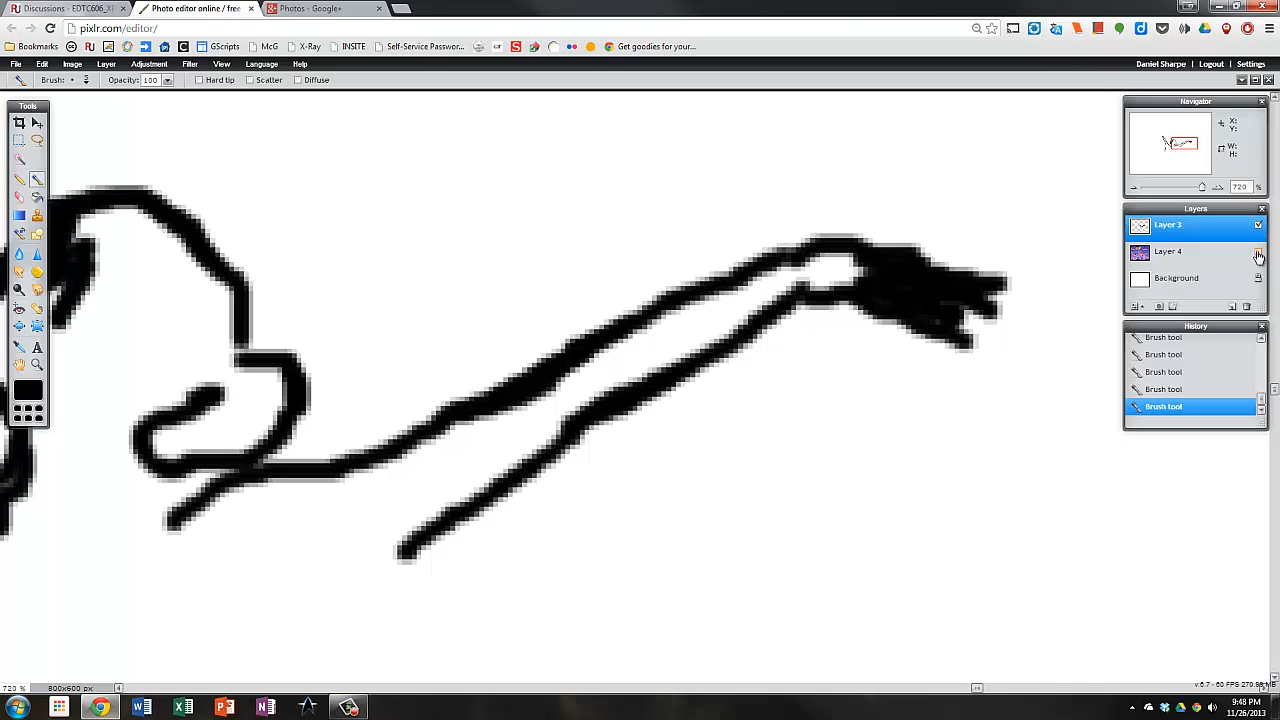 Discussions - EDTC606_XP
Photo editor online / free
Photos - Google+
pixlr.com/editor/
Bookmarks
GScripts
McG
X-Ray
INSITE
Self-Service Passwor...
Get goodies for your...
File Edit Image Layer Adjustment Filter View Language Help
Daniel Sharpe Logout Settings
Brush: Opacity: 100 Hard tip Scatter Diffuse
Tools
Navigator
X:
Y:
W:
H:
720 %
Layers
Layer 3
Layer 4
Background
History
Brush tool
Brush tool
Brush tool
Brush tool
Brush tool
720 % 800x600 px
9:48 PM
11/26/2013